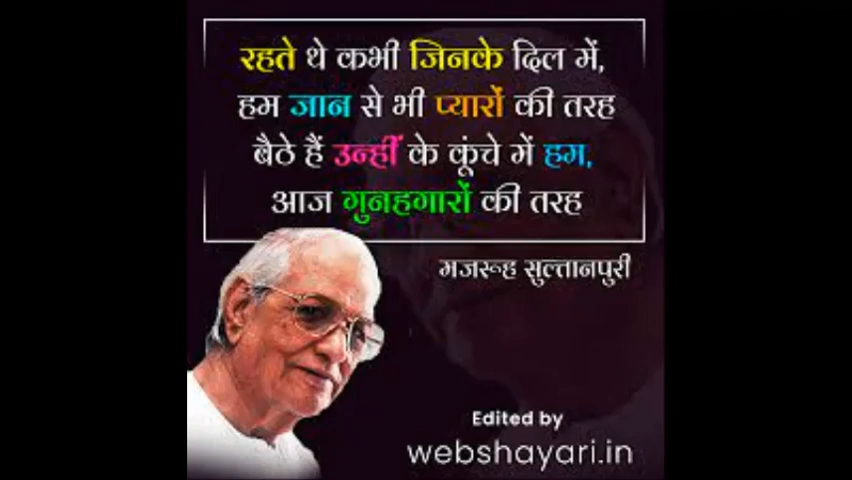 रहते थे कभी जिनके दिल में,
हम जान से भी प्यारों की तरह
बैठे हैं उन्हीं के कूंचे में हम,
आज गुनहगारों की तरह
मजरूह सुल्तानपुरी
Edited by
webshayari.in